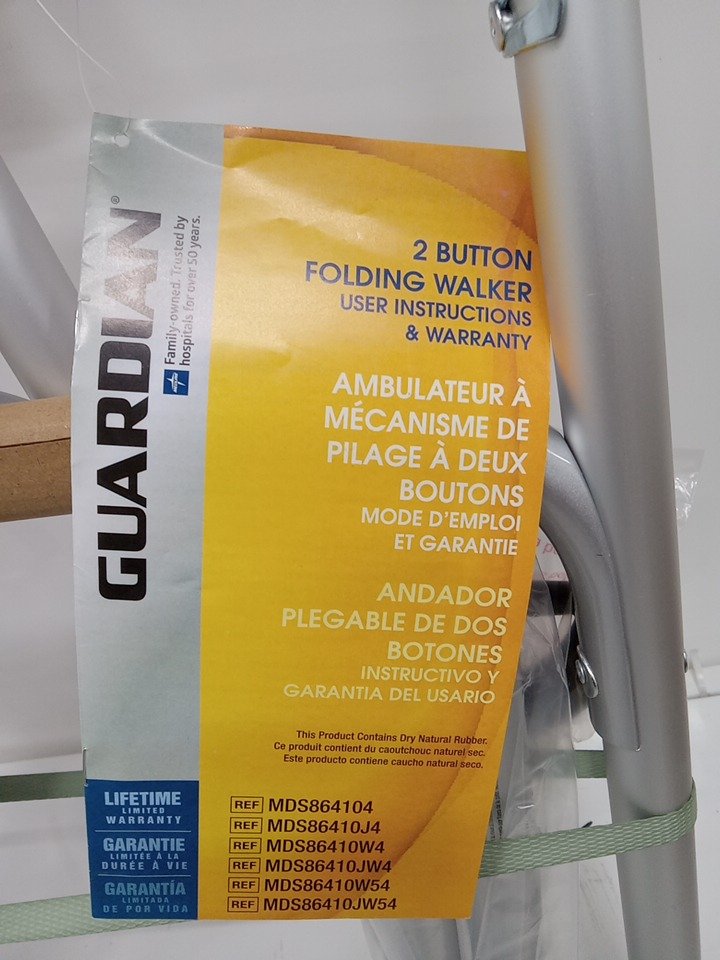 GUARDIAN®
Family-owned. Trusted by
hospitals for over 50 years.
MEDLINE
2 BUTTON
FOLDING WALKER
USER INSTRUCTIONS
& WARRANTY
AMBULATEUR À
MÉCANISME DE
PILAGE À DEUX
BOUTONS
MODE D'EMPLOI
ET GARANTIE
ANDADOR
PLEGABLE DE DOS
BOTONES
INSTRUCTIVO Y
GARANTIA DEL USARIO
This Product Contains Dry Natural Rubber.
Ce produit contient du caoutchouc naturel sec.
Este producto contiene caucho natural seco.
LIFETIME
LIMITED
WARRANTY
GARANTIE
LIMITÉE À LA
DURÉE À VIE
GARANTÍA
LIMITADA
DE POR VIDA
REF MDS864104
REF MDS86410J4
REF MDS86410W4
REF MDS86410JW4
REF MDS86410W54
REF MDS86410JW54